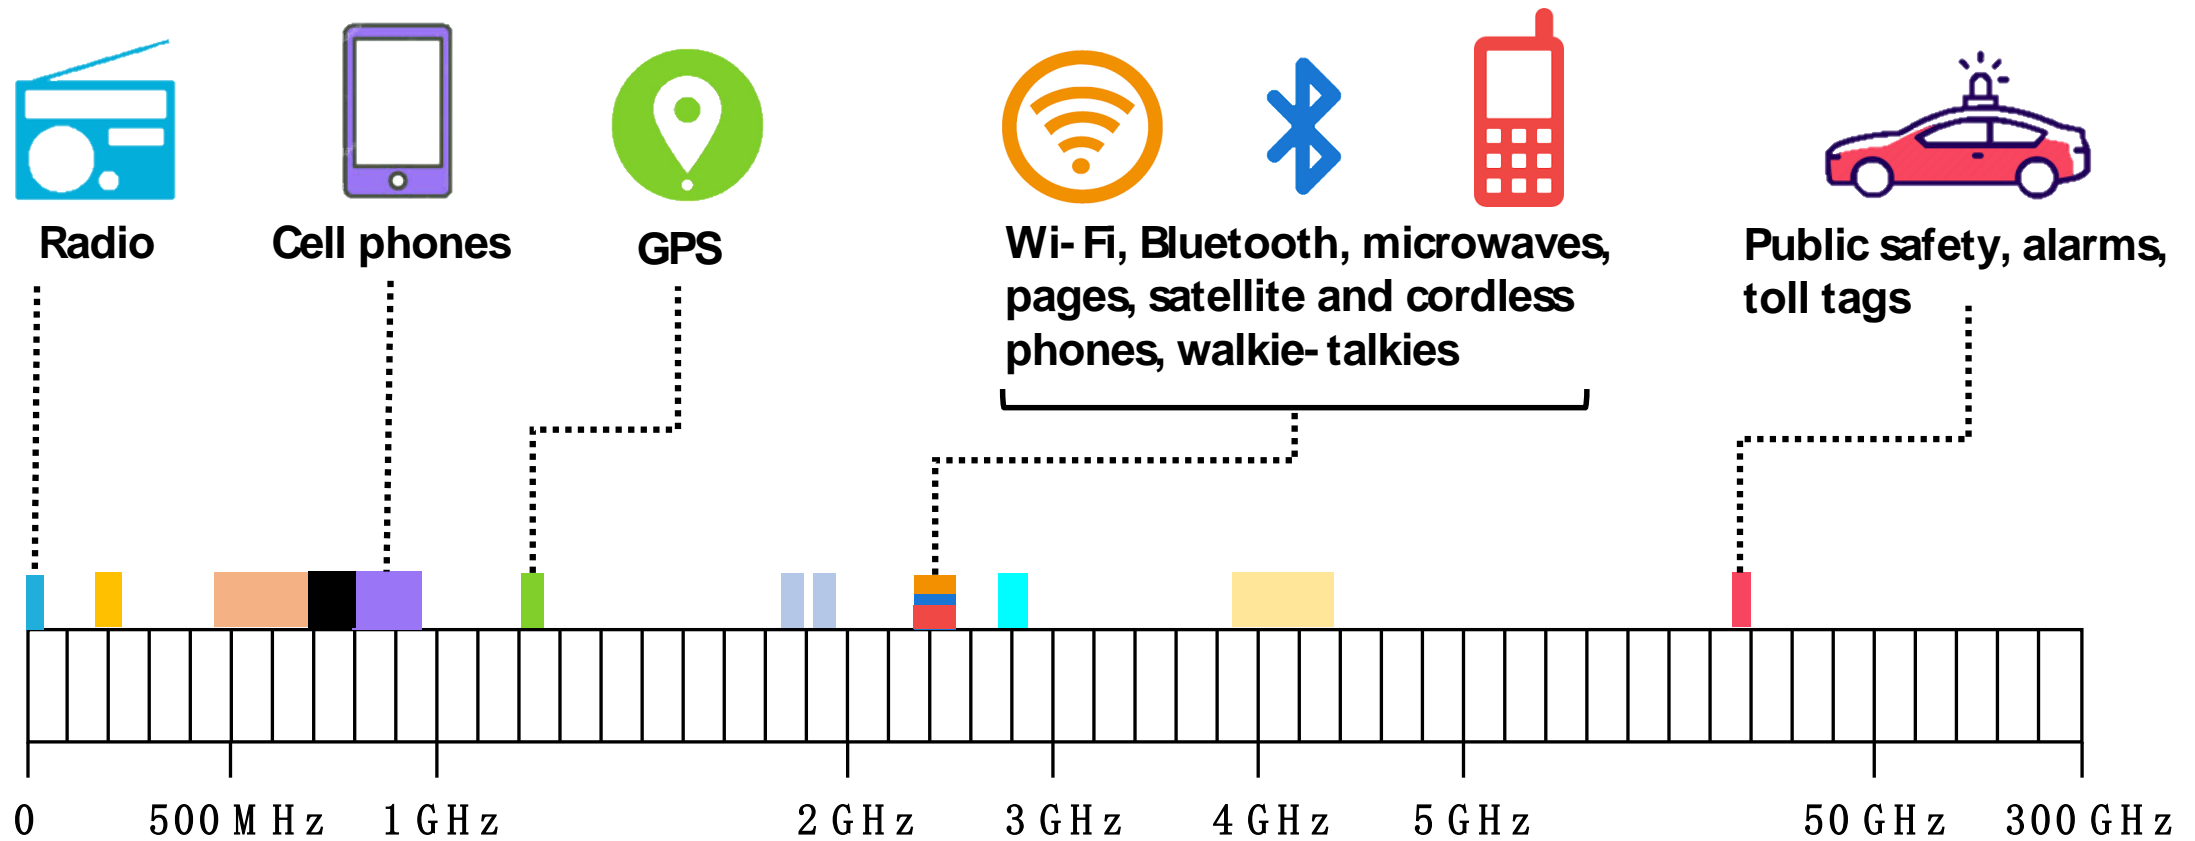 Radio
Cell phones
GPS
Wi-Fi, Bluetooth, microwaves,
pages, satellite and cordless
phones, walkie-talkies
Public safety, alarms,
toll tags
0
500 MHz
1 GHz
2 GHz
3 GHz
4 GHz
5 GHz
50 GHz
300 GHz